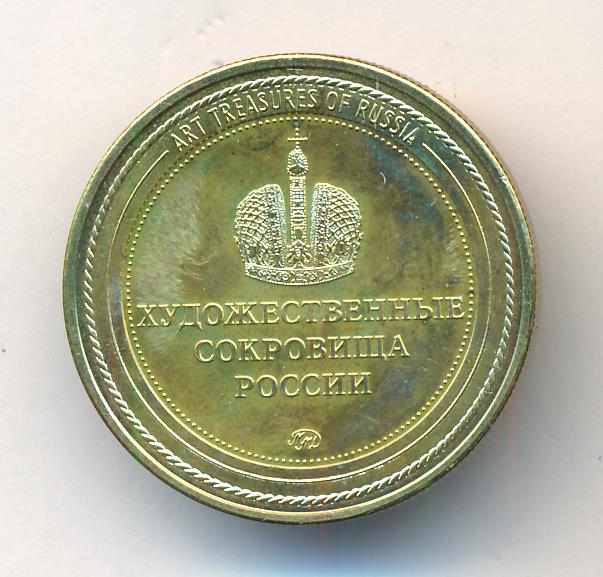 ART TREASURES OF RUSSIA
ХУДОЖЕСТВЕННЫЕ
СОКРОВИЩА
РОССИИ